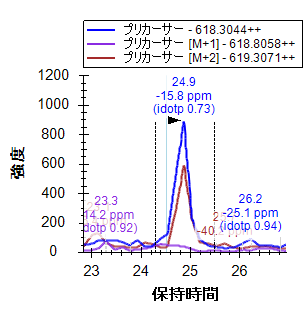 プリカーサー - 618.3044++
プリカーサー [M+1] - 618.8058++
プリカーサー [M+2] - 619.3071++
強度
1200
1000
800
600
400
200
0
24.9
-15.8 ppm
(idotp 0.73)
23.3
14.2 ppm
dotp 0.92)
26.2
-25.1 ppm
(idotp 0.94)
23
24
25
26
保持時間